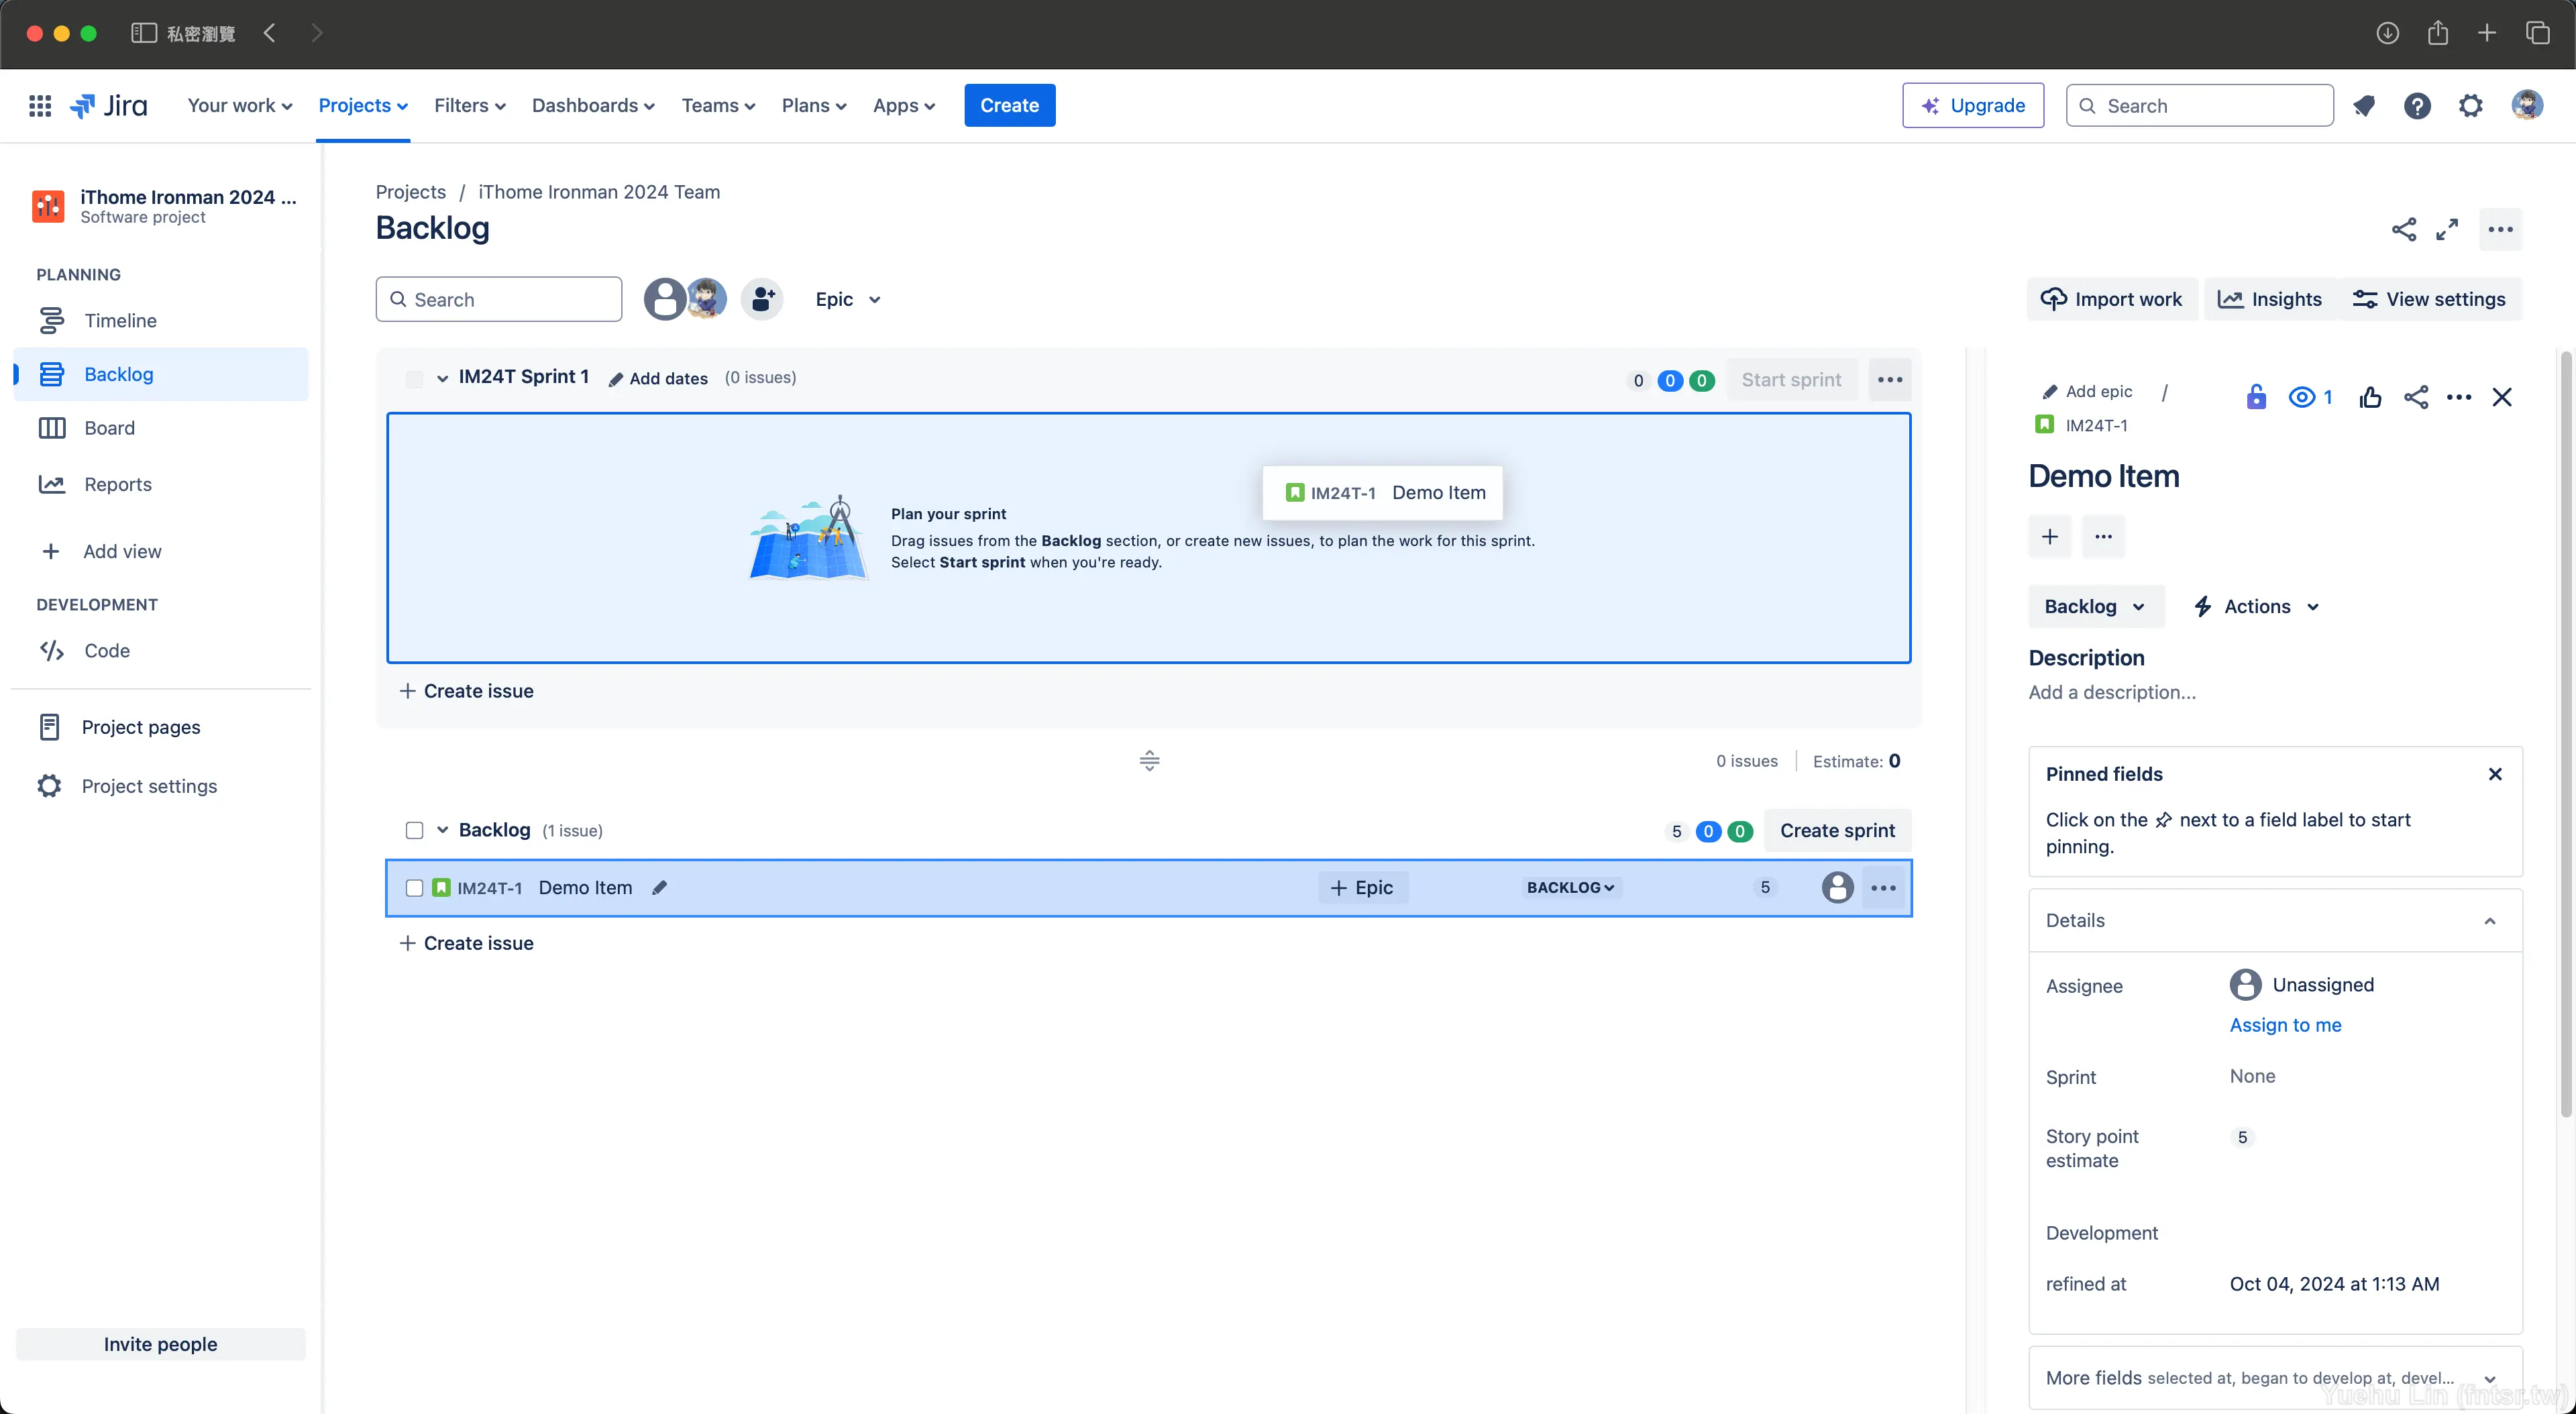 私密瀏覽
Jira
Your work
Projects
Filters
Dashboards
Teams
Plans
Apps
Create
Upgrade
Search
iThome Ironman 2024 ...
Software project
PLANNING
Timeline
Backlog
Board
Reports
Add view
DEVELOPMENT
Code
Project pages
Project settings
Invite people
Projects / iThome Ironman 2024 Team
Backlog
Search
Epic
Import work
Insights
View settings
IM24T Sprint 1 Add dates (0 issues)
0 0 0 Start sprint
IM24T-1 Demo Item
Plan your sprint
Drag issues from the Backlog section, or create new issues, to plan the work for this sprint.
Select Start sprint when you're ready.
+ Create issue
0 issues Estimate: 0
Backlog (1 issue)
5 0 0 Create sprint
IM24T-1 Demo Item + Epic BACKLOG 5
+ Create issue
Add epic / 1
IM24T-1
Demo Item
Backlog Actions
Description
Add a description...
Pinned fields
Click on the next to a field label to start
pinning.
Details
Assignee Unassigned
Assign to me
Sprint None
Story point
estimate
5
Development
refined at Oct 04, 2024 at 1:13 AM
More fields selected at, began to develop at, devel...
Yuehu Lin (fntsr.tw)